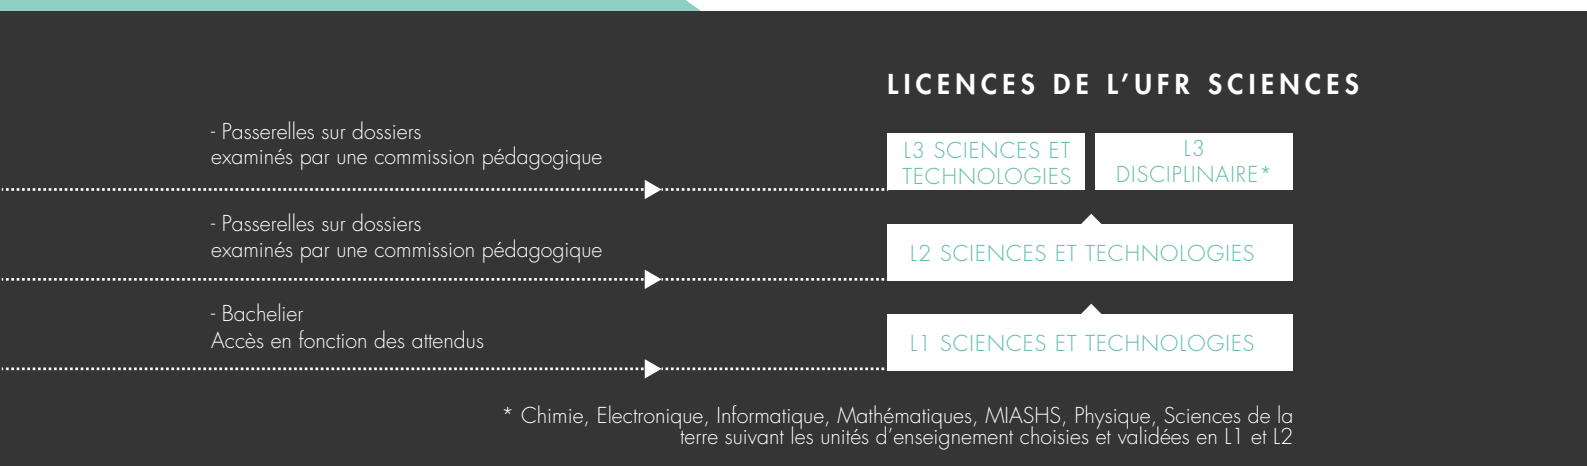 LICENCES DE L’UFR SCIENCES
- Passerelles sur dossiers
examinés par une commission pédagogique
L3 SCIENCES ET
TECHNOLOGIES
L3
DISCIPLINAIRE*
- Passerelles sur dossiers
examinés par une commission pédagogique
L2 SCIENCES ET TECHNOLOGIES
- Bachelier
Accès en fonction des attendus
L1 SCIENCES ET TECHNOLOGIES
* Chimie, Electronique, Informatique, Mathématiques, MIASHS, Physique, Sciences de la
terre suivant les unités d’enseignement choisies et validées en L1 et L2